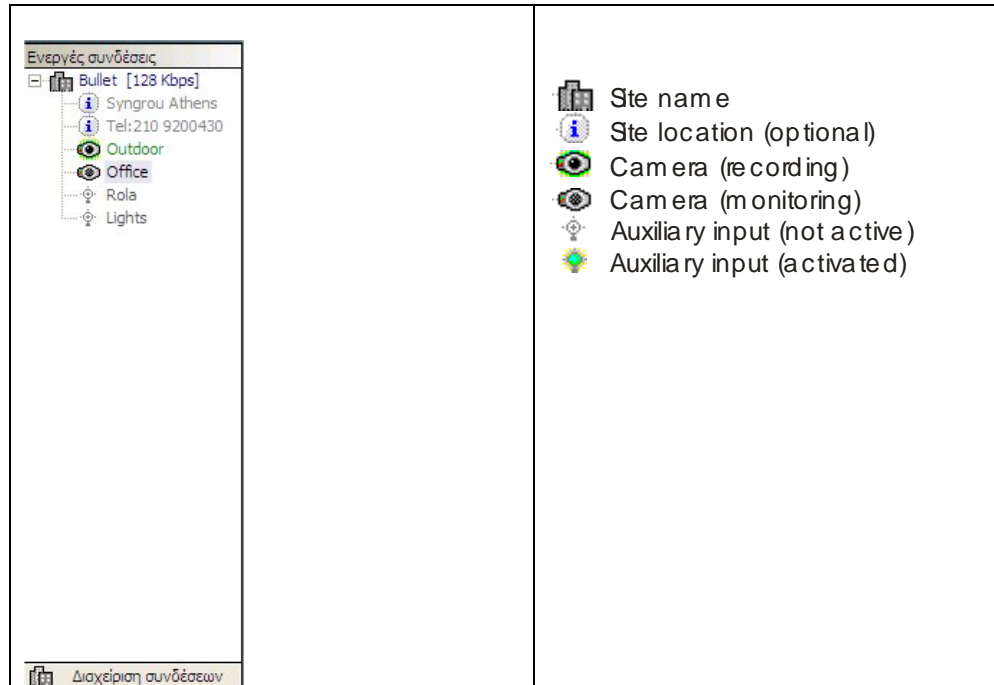 Ενεργές συνδέσεις
Bullet [128 Kbps]
Syngrou Athens
Tel:210 9200430
Outdoor
Office
Rola
Lights
Διαχείριση συνδέσεων
Site name
Site location (optional)
Camera (recording)
Camera (monitoring)
Auxiliary input (not active)
Auxiliary input (activated)